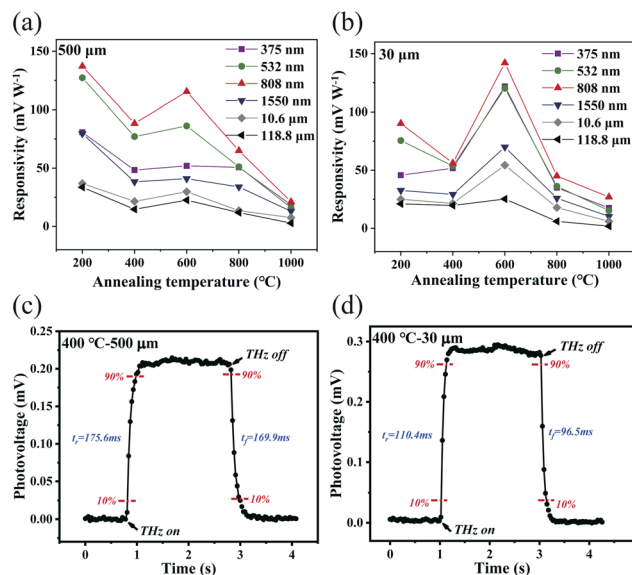 (a)
500 μm
375 nm
532 nm
808 nm
1550 nm
10.6 μm
118.8 μm
150
100
50
0
Responsivity (mV W⁻¹)
200 400 600 800 1000
Annealing temperature (°C)
(b)
30 μm
375 nm
532 nm
808 nm
1550 nm
10.6 μm
118.8 μm
150
100
50
0
Responsivity (mV W⁻¹)
200 400 600 800 1000
Annealing temperature (°C)
(c)
400 °C-500 μm
THz off
90%
90%
tr=175.6ms
tf=169.9ms
10%
10%
THz on
0.25
0.20
0.15
0.10
0.05
0.00
Photovoltage (mV)
0 1 2 3 4
Time (s)
(d)
400 °C-30 μm
THz off
90%
90%
tr=110.4ms
tf=96.5ms
10%
10%
THz on
0.3
0.2
0.1
0.0
Photovoltage (mV)
0 1 2 3 4
Time (s)